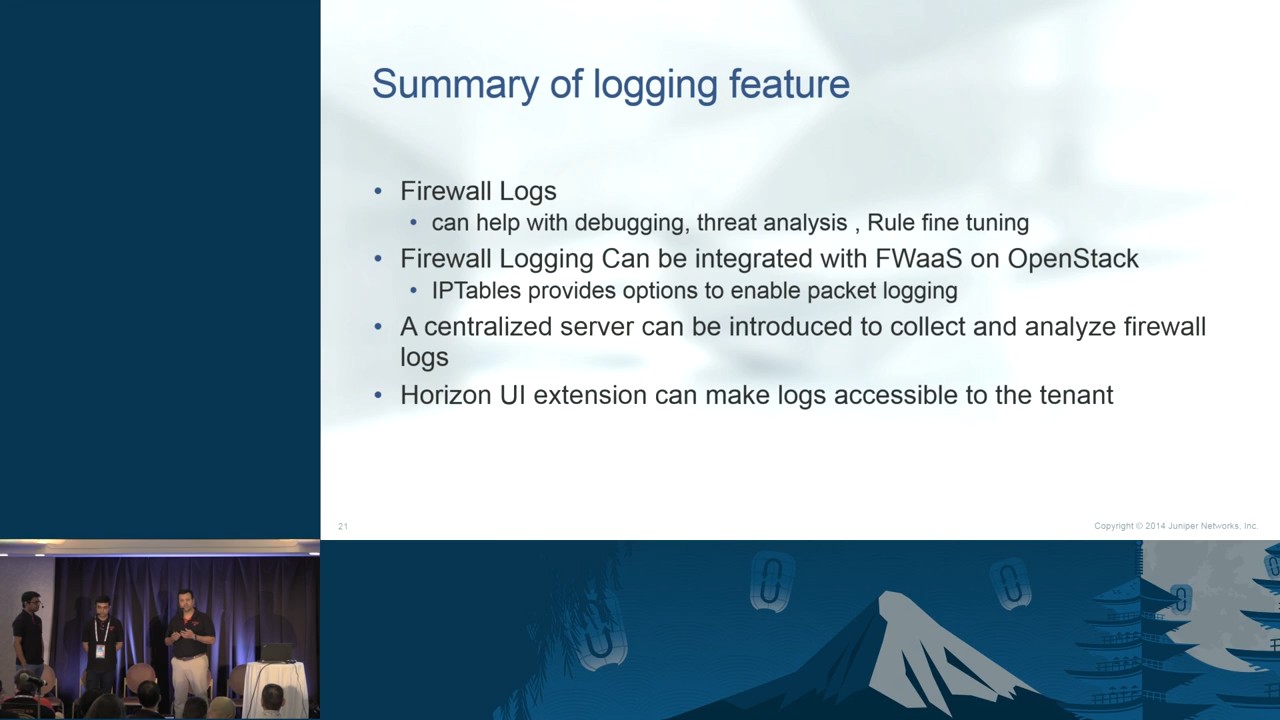 Summary of logging feature
• Firewall Logs
• can help with debugging, threat analysis , Rule fine tuning
• Firewall Logging Can be integrated with FWaaS on OpenStack
• IPTables provides options to enable packet logging
• A centralized server can be introduced to collect and analyze firewall
logs
• Horizon UI extension can make logs accessible to the tenant
21
Copyright © 2014 Juniper Networks, Inc.